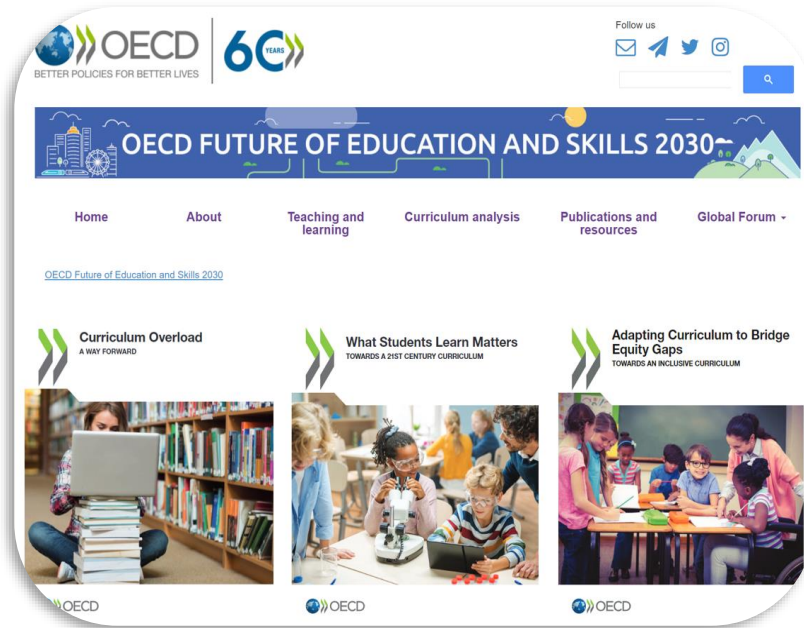 OECD
BETTER POLICIES FOR BETTER LIVES
60 YEARS
Follow us
OECD FUTURE OF EDUCATION AND SKILLS 2030
Home
About
Teaching and
learning
Curriculum analysis
Publications and
resources
Global Forum
OECD Future of Education and Skills 2030
Curriculum Overload
A WAY FORWARD
What Students Learn Matters
TOWARDS A 21ST CENTURY CURRICULUM
Adapting Curriculum to Bridge
Equity Gaps
TOWARDS AN INCLUSIVE CURRICULUM
OECD
OECD
OECD